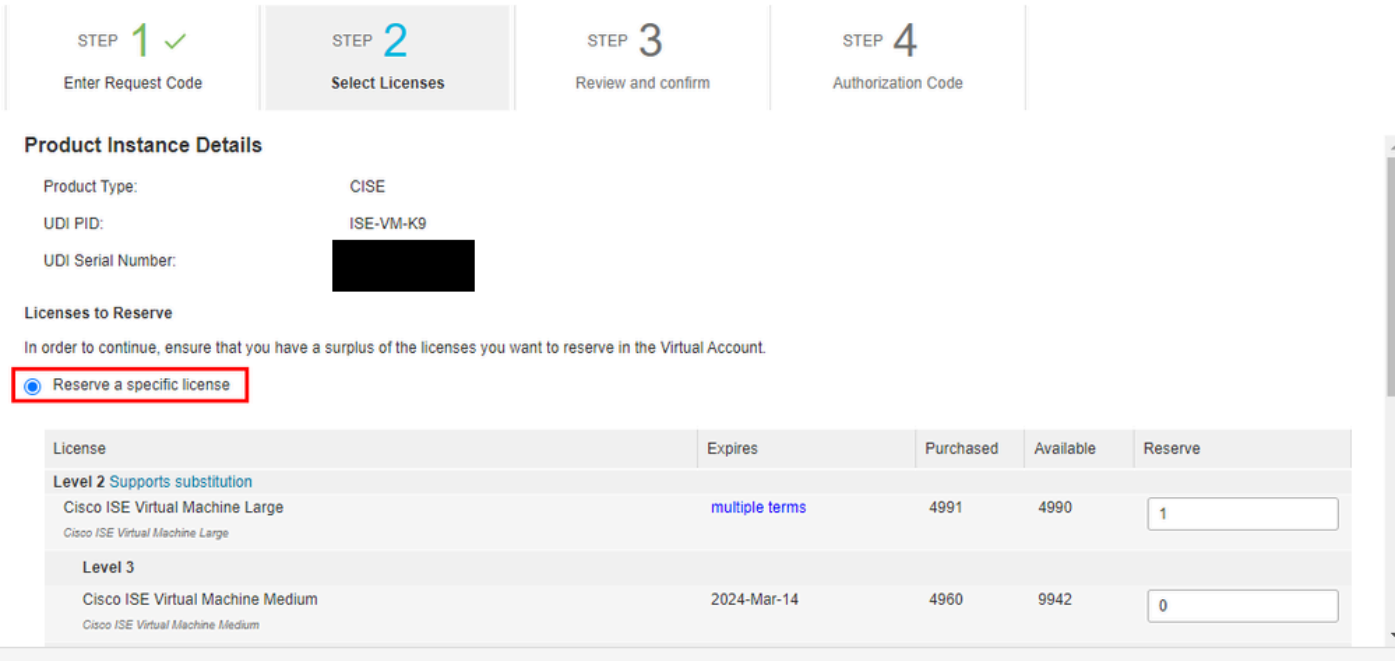 STEP 1 STEP 2 STEP 3 STEP 4
Enter Request Code Select Licenses Review and confirm Authorization Code
Product Instance Details
Product Type: CISE
UDI PID: ISE-VM-K9
UDI Serial Number:
Licenses to Reserve
In order to continue, ensure that you have a surplus of the licenses you want to reserve in the Virtual Account.
Reserve a specific license
License Expires Purchased Available Reserve
Level 2 Supports substitution
Cisco ISE Virtual Machine Large multiple terms 4991 4990 1
Cisco ISE Virtual Machine Large
Level 3
Cisco ISE Virtual Machine Medium 2024-Mar-14 4960 9942 0
Cisco ISE Virtual Machine Medium